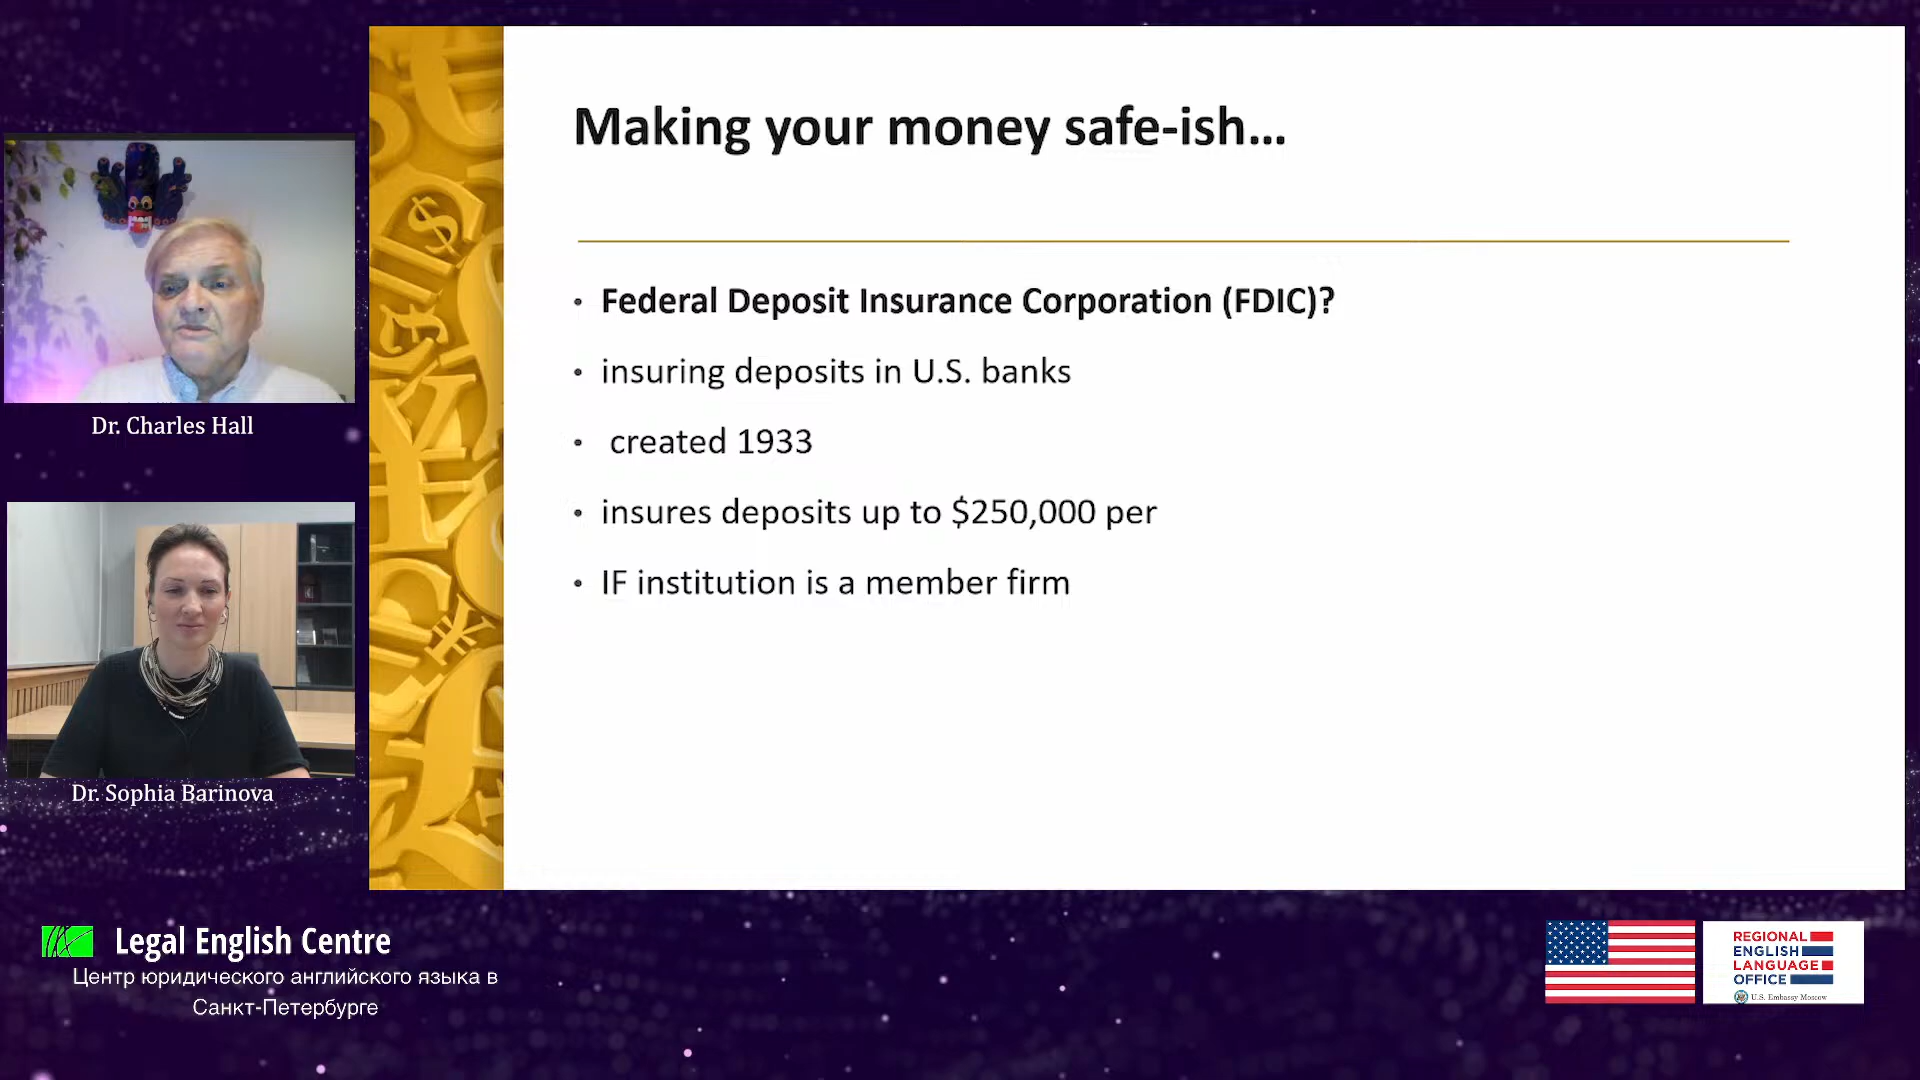 Making your money safe-ish...
• Federal Deposit Insurance Corporation (FDIC)?
• insuring deposits in U.S. banks
• created 1933
• insures deposits up to $250,000 per
• IF institution is a member firm
Dr. Charles Hall
Dr. Sophia Barinova
Legal English Centre
Центр юридического английского языка в
Санкт-Петербурге
REGIONAL
ENGLISH
LANGUAGE
OFFICE
U.S. Embassy Moscow